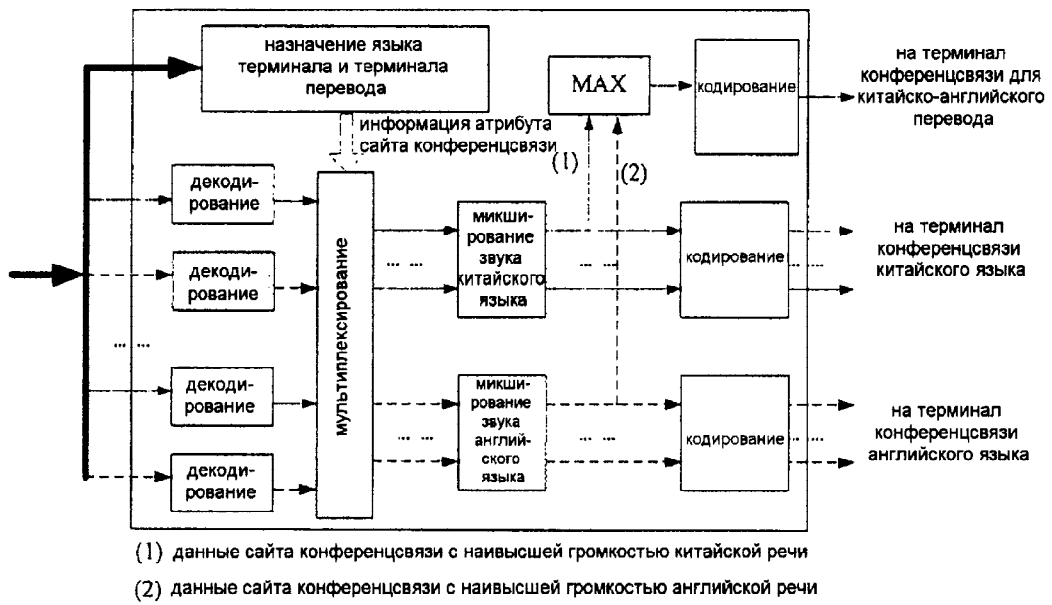 назначение языка
терминала и терминала
перевода
MAX
кодирование
на терминал
конференцсвязи для
китайско-английского
перевода
информация атрибута
сайта конференцсвязи
(1)
(2)
декоди-
рование
декоди-
рование
... ...
декоди-
рование
декоди-
рование
мультиплексирование
... ...
микши-
рование
звука
китайского
языка
... ...
кодирование
... ...
на терминал
конференцсвязи
китайского языка
... ...
микши-
рование
звука
англий-
ского
языка
... ...
кодирование
... ...
на терминал
конференцсвязи
английского языка
(1) данные сайта конференцсвязи с наивысшей громкостью китайской речи
(2) данные сайта конференцсвязи с наивысшей громкостью английской речи